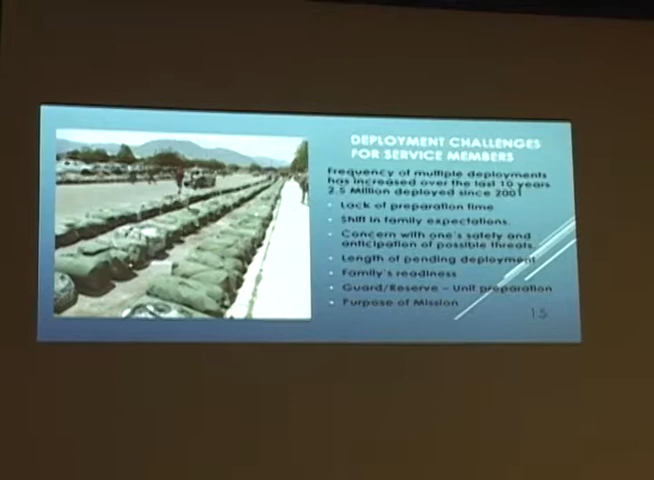 DEPLOYMENT CHALLENGES
FOR SERVICE MEMBERS
Frequency of multiple deployments
has increased over the last 10 years
2.5 Million deployed since 2001
• Lack of preparation time
• Shift in family expectations.
• Concern with one's safety and
anticipation of possible threats.
• Length of pending deployment
• Family's readiness
• Guard/Reserve – Unit preparation
• Purpose of Mission
15